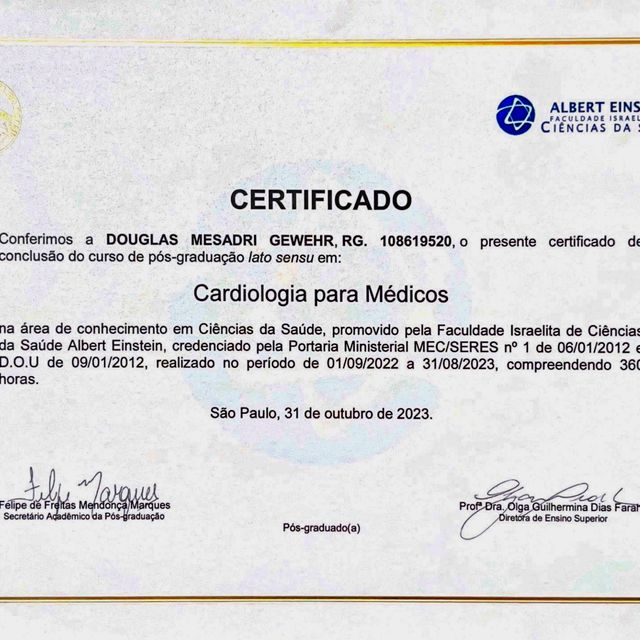 ALBERT EINS
FACULDADE ISRAEL
CIÊNCIAS DA S
CERTIFICADO
Conferimos a DOUGLAS MESADRI GEWEHR, RG. 108619520, o presente certificado de
conclusão do curso de pós-graduação lato sensu em:
Cardiologia para Médicos
na área de conhecimento em Ciências da Saúde, promovido pela Faculdade Israelita de Ciências
da Saúde Albert Einstein, credenciado pela Portaria Ministerial MEC/SERES nº 1 de 06/01/2012 e
D.O.U de 09/01/2012, realizado no período de 01/09/2022 a 31/08/2023, compreendendo 360
horas.
São Paulo, 31 de outubro de 2023.
Felipe Marques
Felipe de Freitas Mendonça Marques
Secretário Acadêmico da Pós-graduação
Profª Dra. Olga Guilhermina Dias Farah
Diretora de Ensino Superior
Pós-graduado(a)